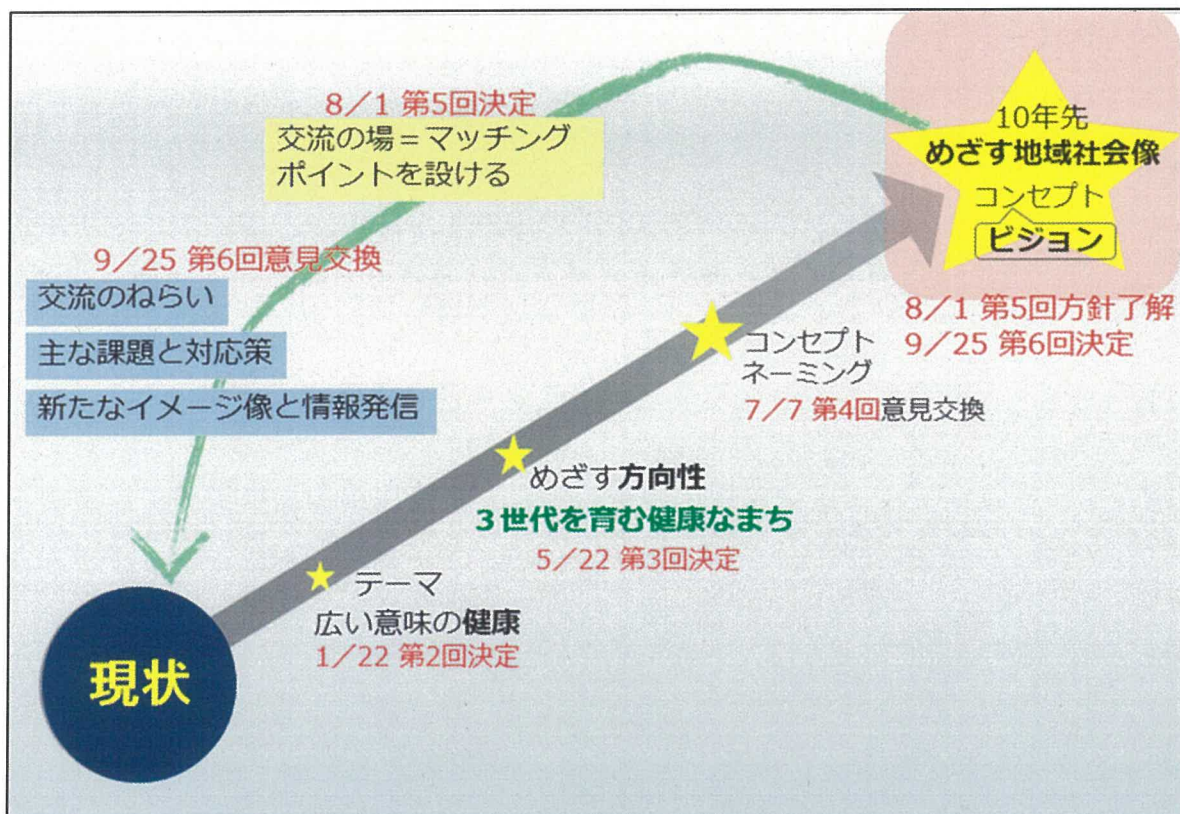 8/1 第5回決定
交流の場＝マッチング
ポイントを設ける
10年先
めざす地域社会像
コンセプト
ビジョン
8/1 第5回方針了解
9/25 第6回決定
9/25 第6回意見交換
交流のねらい
主な課題と対応策
新たなイメージ像と情報発信
コンセプト
ネーミング
7/7 第4回意見交換
めざす方向性
３世代を育む健康なまち
5/22 第3回決定
テーマ
広い意味の健康
1/22 第2回決定
現状